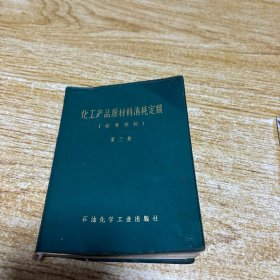 化工产品原材料消耗定额
(参考资料)
第二册
石油化学工业出版社